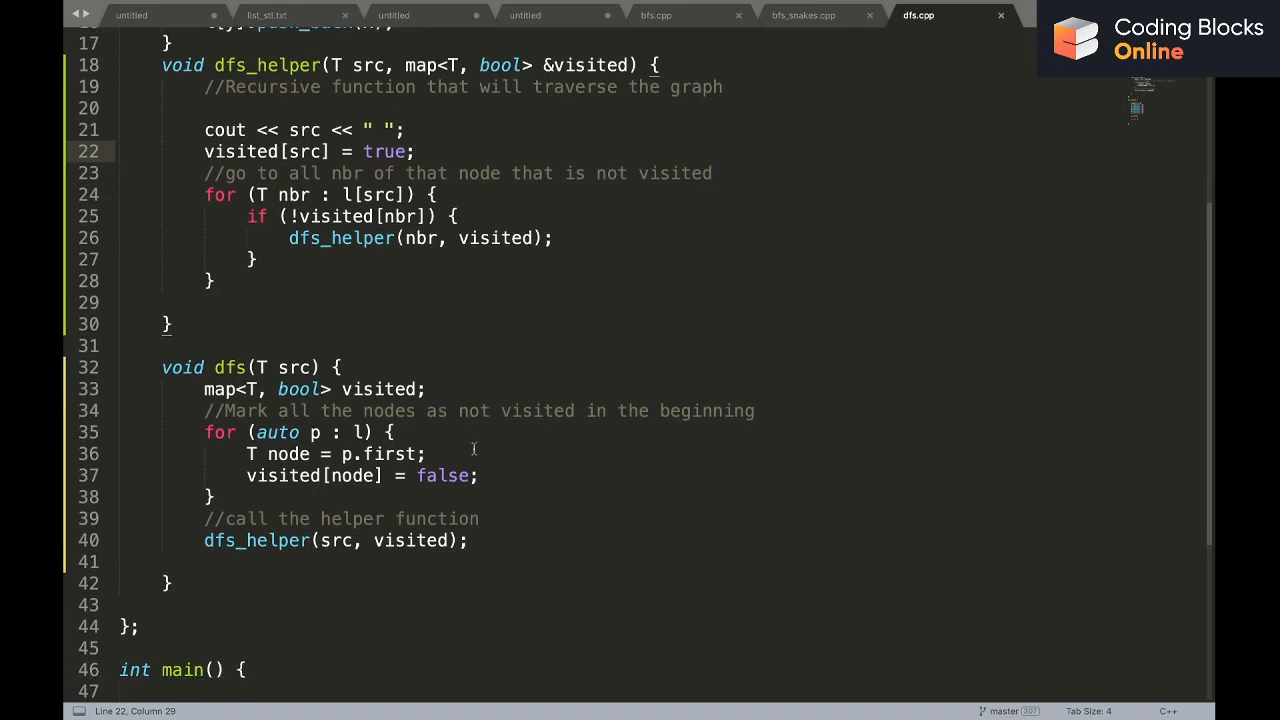 untitled
list_stl.txt
untitled
untitled
bfs.cpp
bfs_snakes.cpp
dfs.cpp
Coding Blocks
Online
17 }
18 void dfs_helper(T src, map<T, bool> &visited) {
19 //Recursive function that will traverse the graph
20
21 cout << src << " ";
22 visited[src] = true;
23 //go to all nbr of that node that is not visited
24 for (T nbr : l[src]) {
25 if (!visited[nbr]) {
26 dfs_helper(nbr, visited);
27 }
28 }
29
30 }
31
32 void dfs(T src) {
33 map<T, bool> visited;
34 //Mark all the nodes as not visited in the beginning
35 for (auto p : l) {
36 T node = p.first;
37 visited[node] = false;
38 }
39 //call the helper function
40 dfs_helper(src, visited);
41
42 }
43
44 };
45
46 int main() {
47
Line 22, Column 29
master 207
Tab Size: 4
C++